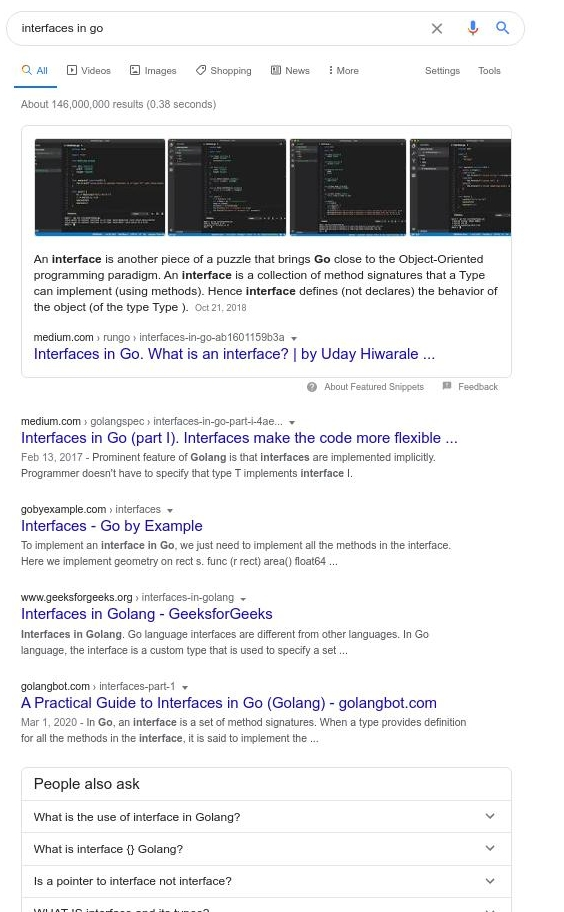 interfaces in go
All Videos Images Shopping News More Settings Tools
About 146,000,000 results (0.38 seconds)
An interface is another piece of a puzzle that brings Go close to the Object-Oriented
programming paradigm. An interface is a collection of method signatures that a Type
can implement (using methods). Hence interface defines (not declares) the behavior of
the object (of the type Type ). Oct 21, 2018
medium.com › rungo › interfaces-in-go-ab1601159b3a
Interfaces in Go. What is an interface? | by Uday Hiwarale ...
About Featured Snippets Feedback
medium.com › golangspec › interfaces-in-go-part-i-4ae...
Interfaces in Go (part I). Interfaces make the code more flexible ...
Feb 13, 2017 - Prominent feature of Golang is that interfaces are implemented implicitly.
Programmer doesn't have to specify that type T implements interface I.
gobyexample.com › interfaces
Interfaces - Go by Example
To implement an interface in Go, we just need to implement all the methods in the interface.
Here we implement geometry on rect s. func (r rect) area() float64 ...
www.geeksforgeeks.org › interfaces-in-golang
Interfaces in Golang - GeeksforGeeks
Interfaces in Golang. Go language interfaces are different from other languages. In Go
language, the interface is a custom type that is used to specify a set ...
golangbot.com › interfaces-part-1
A Practical Guide to Interfaces in Go (Golang) - golangbot.com
Mar 1, 2020 - In Go, an interface is a set of method signatures. When a type provides definition
for all the methods in the interface, it is said to implement the ...
People also ask
What is the use of interface in Golang?
What is interface {} Golang?
Is a pointer to interface not interface?
WHAT IS interface and its types?